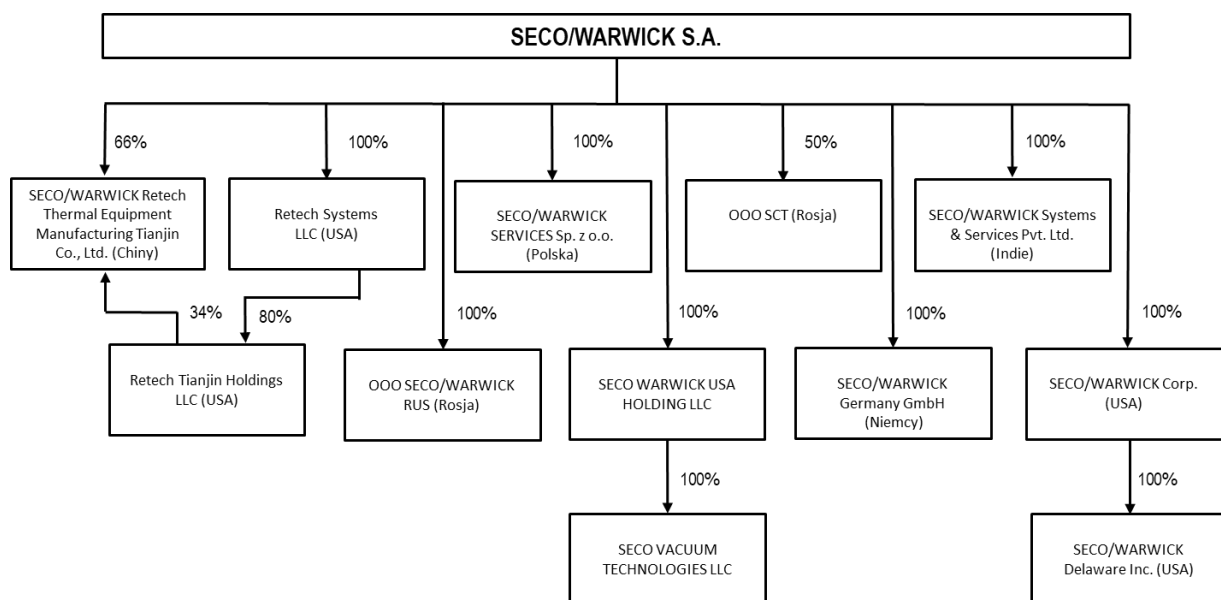 SECO/WARWICK S.A.
66%
100%
100%
50%
100%
SECO/WARWICK Retech
Thermal Equipment
Manufacturing Tianjin
Co., Ltd. (Chiny)
Retech Systems
LLC (USA)
SECO/WARWICK
SERVICES Sp. z o.o.
(Polska)
OOO SCT (Rosja)
SECO/WARWICK Systems
& Services Pvt. Ltd.
(Indie)
34%
80%
100%
100%
100%
100%
Retech Tianjin Holdings
LLC (USA)
OOO SECO/WARWICK
RUS (Rosja)
SECO WARWICK USA
HOLDING LLC
SECO/WARWICK
Germany GmbH
(Niemcy)
SECO/WARWICK Corp.
(USA)
100%
100%
SECO VACUUM
TECHNOLOGIES LLC
SECO/WARWICK
Delaware Inc. (USA)